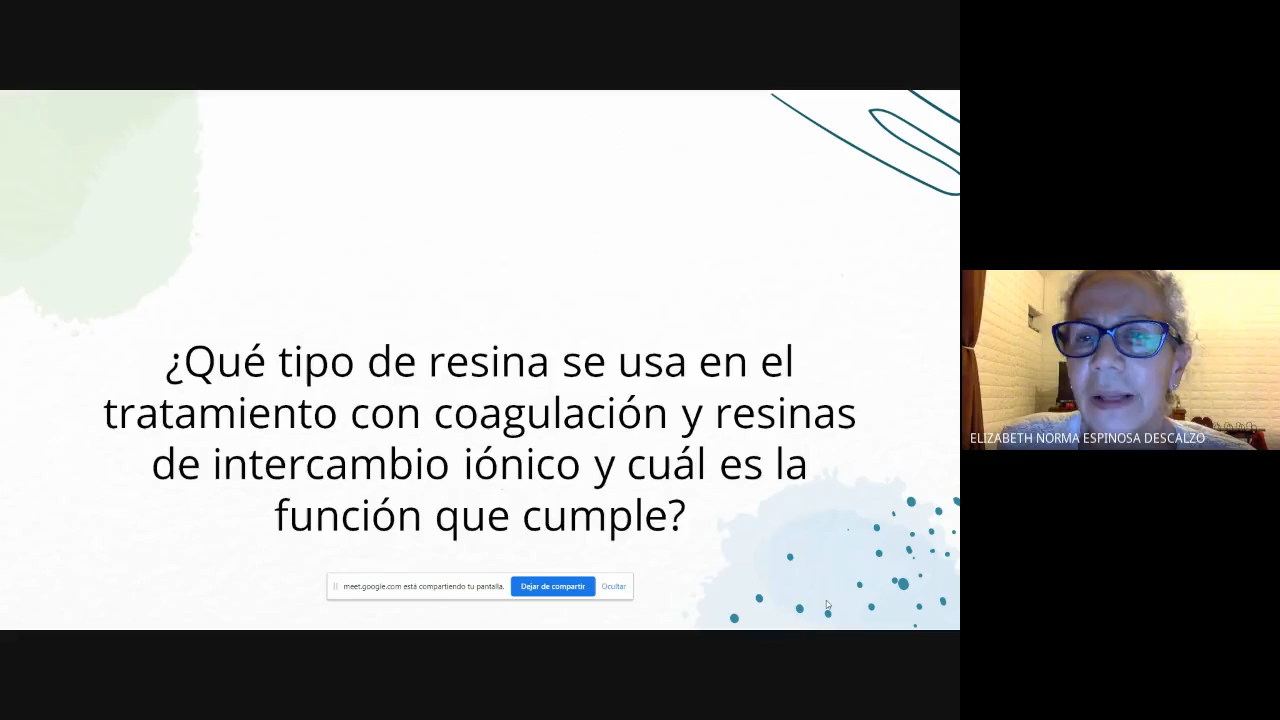 ¿Qué tipo de resina se usa en el
tratamiento con coagulación y resinas
de intercambio iónico y cuál es la
función que cumple?
meet.google.com está compartiendo tu pantalla.
Dejar de compartir
Ocultar
ELIZABETH NORMA ESPINOSA DESCALZO